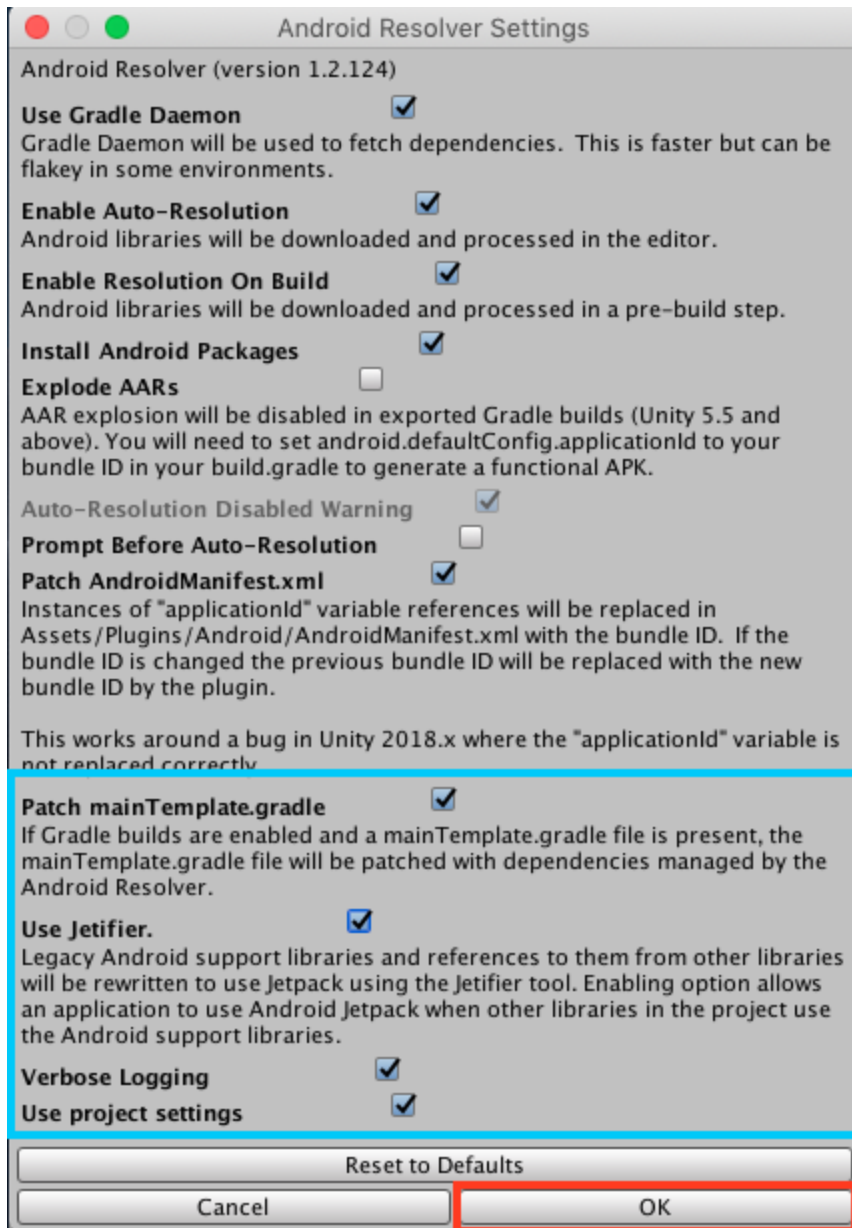 Android Resolver Settings
Android Resolver (version 1.2.124)
Use Gradle Daemon
Gradle Daemon will be used to fetch dependencies.  This is faster but can be
flakey in some environments.
Enable Auto-Resolution
Android libraries will be downloaded and processed in the editor.
Enable Resolution On Build
Android libraries will be downloaded and processed in a pre-build step.
Install Android Packages
Explode AARs
AAR explosion will be disabled in exported Gradle builds (Unity 5.5 and
above). You will need to set android.defaultConfig.applicationId to your
bundle ID in your build.gradle to generate a functional APK.
Auto-Resolution Disabled Warning
Prompt Before Auto-Resolution
Patch AndroidManifest.xml
Instances of "applicationId" variable references will be replaced in
Assets/Plugins/Android/AndroidManifest.xml with the bundle ID.  If the
bundle ID is changed the previous bundle ID will be replaced with the new
bundle ID by the plugin.
This works around a bug in Unity 2018.x where the "applicationId" variable is
not replaced correctly
Patch mainTemplate.gradle
If Gradle builds are enabled and a mainTemplate.gradle file is present, the
mainTemplate.gradle file will be patched with dependencies managed by the
Android Resolver.
Use Jetifier.
Legacy Android support libraries and references to them from other libraries
will be rewritten to use Jetpack using the Jetifier tool. Enabling option allows
an application to use Android Jetpack when other libraries in the project use
the Android support libraries.
Verbose Logging
Use project settings
Reset to Defaults
Cancel
OK